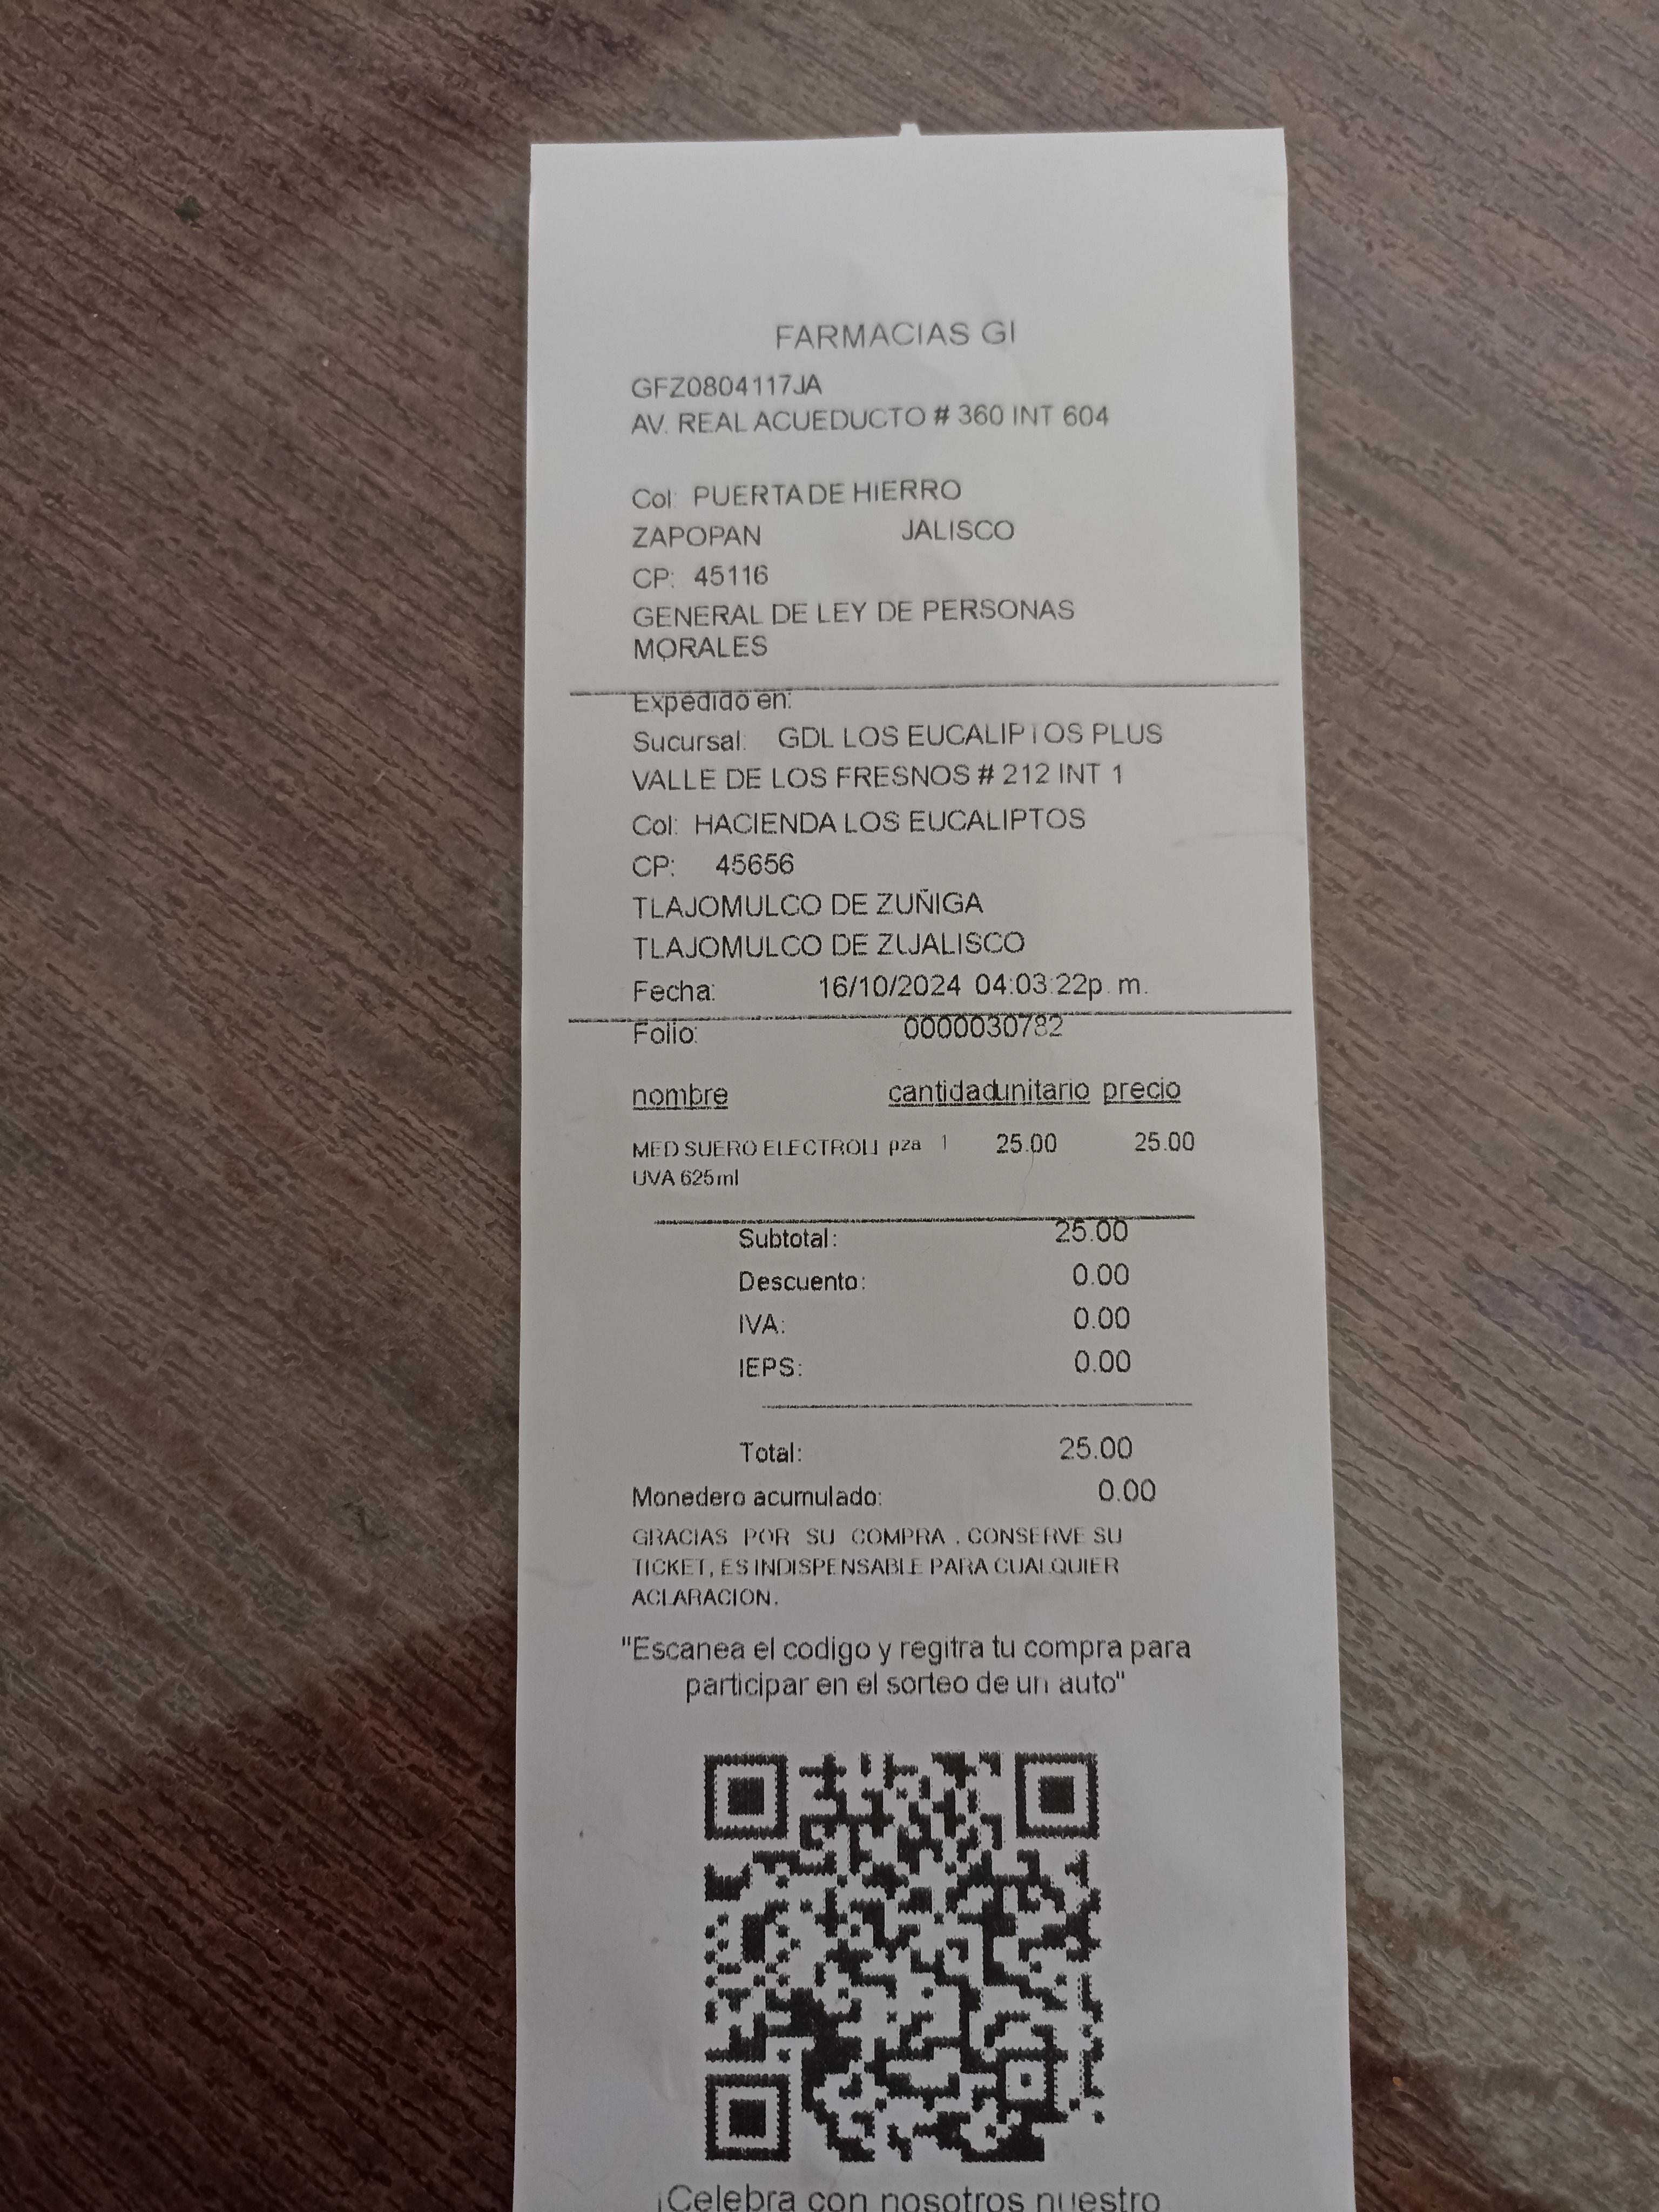 FARMACIAS GI
GFZ0804117JA
AV. REAL ACUEDUCTO # 360 INT 604
Col: PUERTA DE HIERRO
ZAPOPAN JALISCO
CP: 45116
GENERAL DE LEY DE PERSONAS
MORALES
Expedido en:
Sucursal: GDL LOS EUCALIPTOS PLUS
VALLE DE LOS FRESNOS # 212 INT 1
Col: HACIENDA LOS EUCALIPTOS
CP: 45656
TLAJOMULCO DE ZUÑIGA
TLAJOMULCO DE ZUJALISCO
Fecha: 16/10/2024 04:03:22p. m.
Folio: 0000030782
nombre cantidad unitario precio
MED SUERO ELECTROLI pza 1 25.00 25.00
UVA 625ml
Subtotal: 25.00
Descuento: 0.00
IVA: 0.00
IEPS: 0.00
Total: 25.00
Monedero acumulado: 0.00
GRACIAS POR SU COMPRA . CONSERVE SU
TICKET, ES INDISPENSABLE PARA CUALQUIER
ACLARACION.
"Escanea el codigo y regitra tu compra para
participar en el sorteo de un auto"
¡Celebra con nosotros nuestro